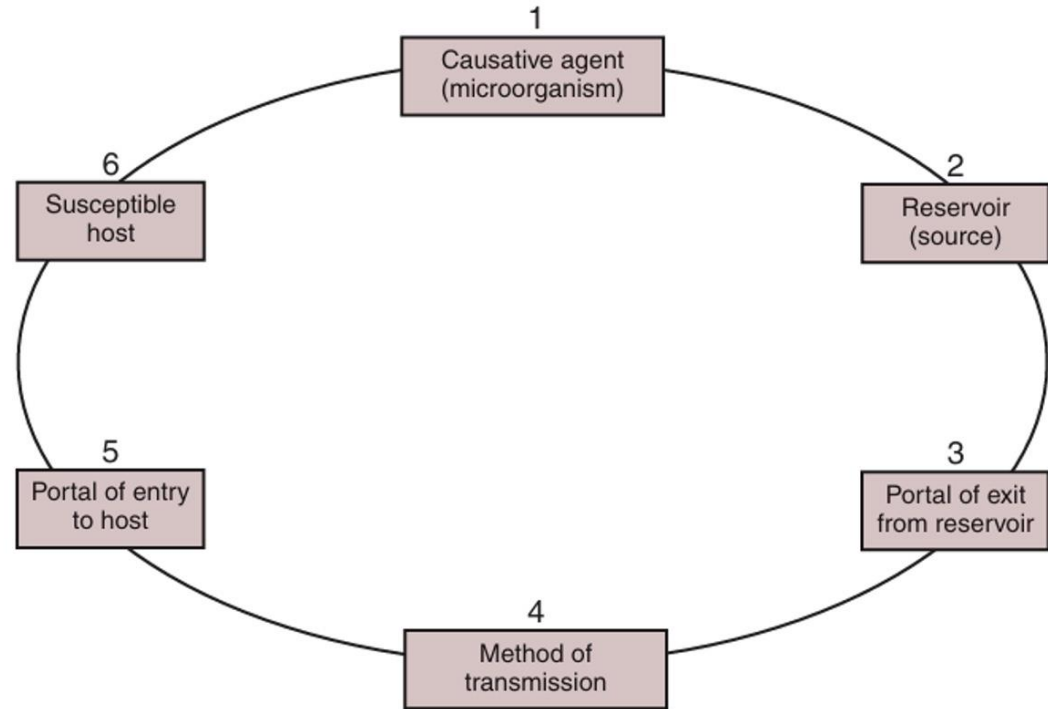 1
Causative agent
(microorganism)
2
Reservoir
(source)
3
Portal of exit
from reservoir
4
Method of
transmission
5
Portal of entry
to host
6
Susceptible
host